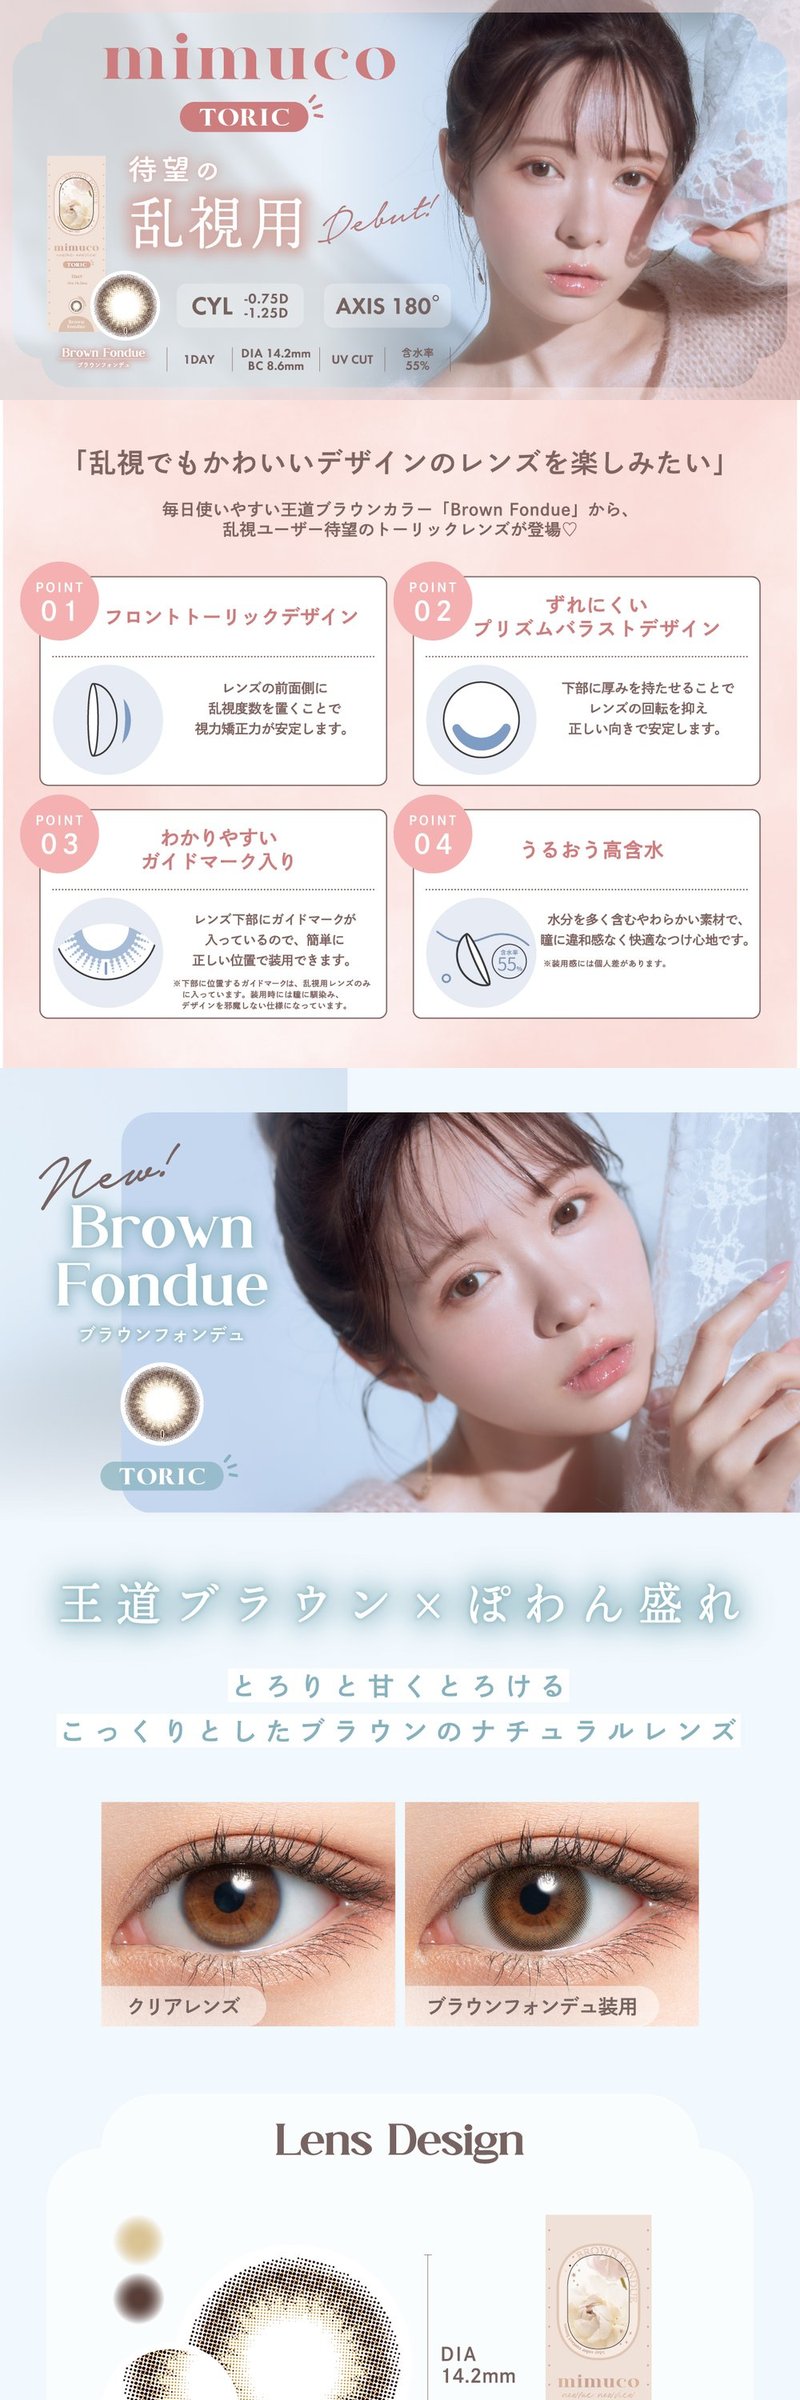 mimuco
TORIC
待望の
乱視用
Debut!
mimuco
TORIC
CYL -0.75D
-1.25D
AXIS 180°
Brown Fondue
ブラウンフォンデュ
1DAY
DIA 14.2mm
BC 8.6mm
UV CUT
含水率
55%
「乱視でもかわいいデザインのレンズを楽しみたい」
毎日使いやすい王道ブラウンカラー「Brown Fondue」から、
乱視ユーザー待望のトーリックレンズが登場♡
POINT
01
フロントトーリックデザイン
レンズの前面側に
乱視度数を置くことで
視力矯正力が安定します。
POINT
02
ずれにくい
プリズムバラストデザイン
下部に厚みを持たせることで
レンズの回転を抑え
正しい向きで安定します。
POINT
03
わかりやすい
ガイドマーク入り
レンズ下部にガイドマークが
入っているので、簡単に
正しい位置で装用できます。
※下部に位置するガイドマークは、乱視用レンズのみ
に入っています。装用時には瞳に馴染み、
デザインを邪魔しない仕様になっています。
POINT
04
うるおう高含水
含水率
55%
水分を多く含むやわらかい素材で、
瞳に違和感なく快適なつけ心地です。
※装用感には個人差があります。
New!
Brown
Fondue
ブラウンフォンデュ
TORIC
王道ブラウン×ぽわん盛れ
とろりと甘くとろける
こっくりとしたブラウンのナチュラルレンズ
クリアレンズ
ブラウンフォンデュ装用
Lens Design
DIA
14.2mm
BROWN FONDUE
mimuco